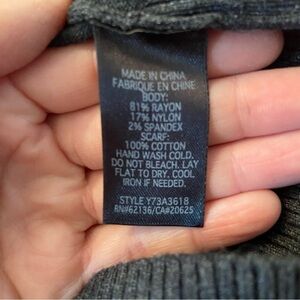 MADE IN CHINA
FABRIQUE EN CHINE
BODY:
81% RAYON
17% NYLON
2% SPANDEX
SCARF:
100% COTTON
HAND WASH COLD.
DO NOT BLEACH. LAY
FLAT TO DRY. COOL
IRON IF NEEDED.
STYLE Y73A3618
RN#62136/CA#20625